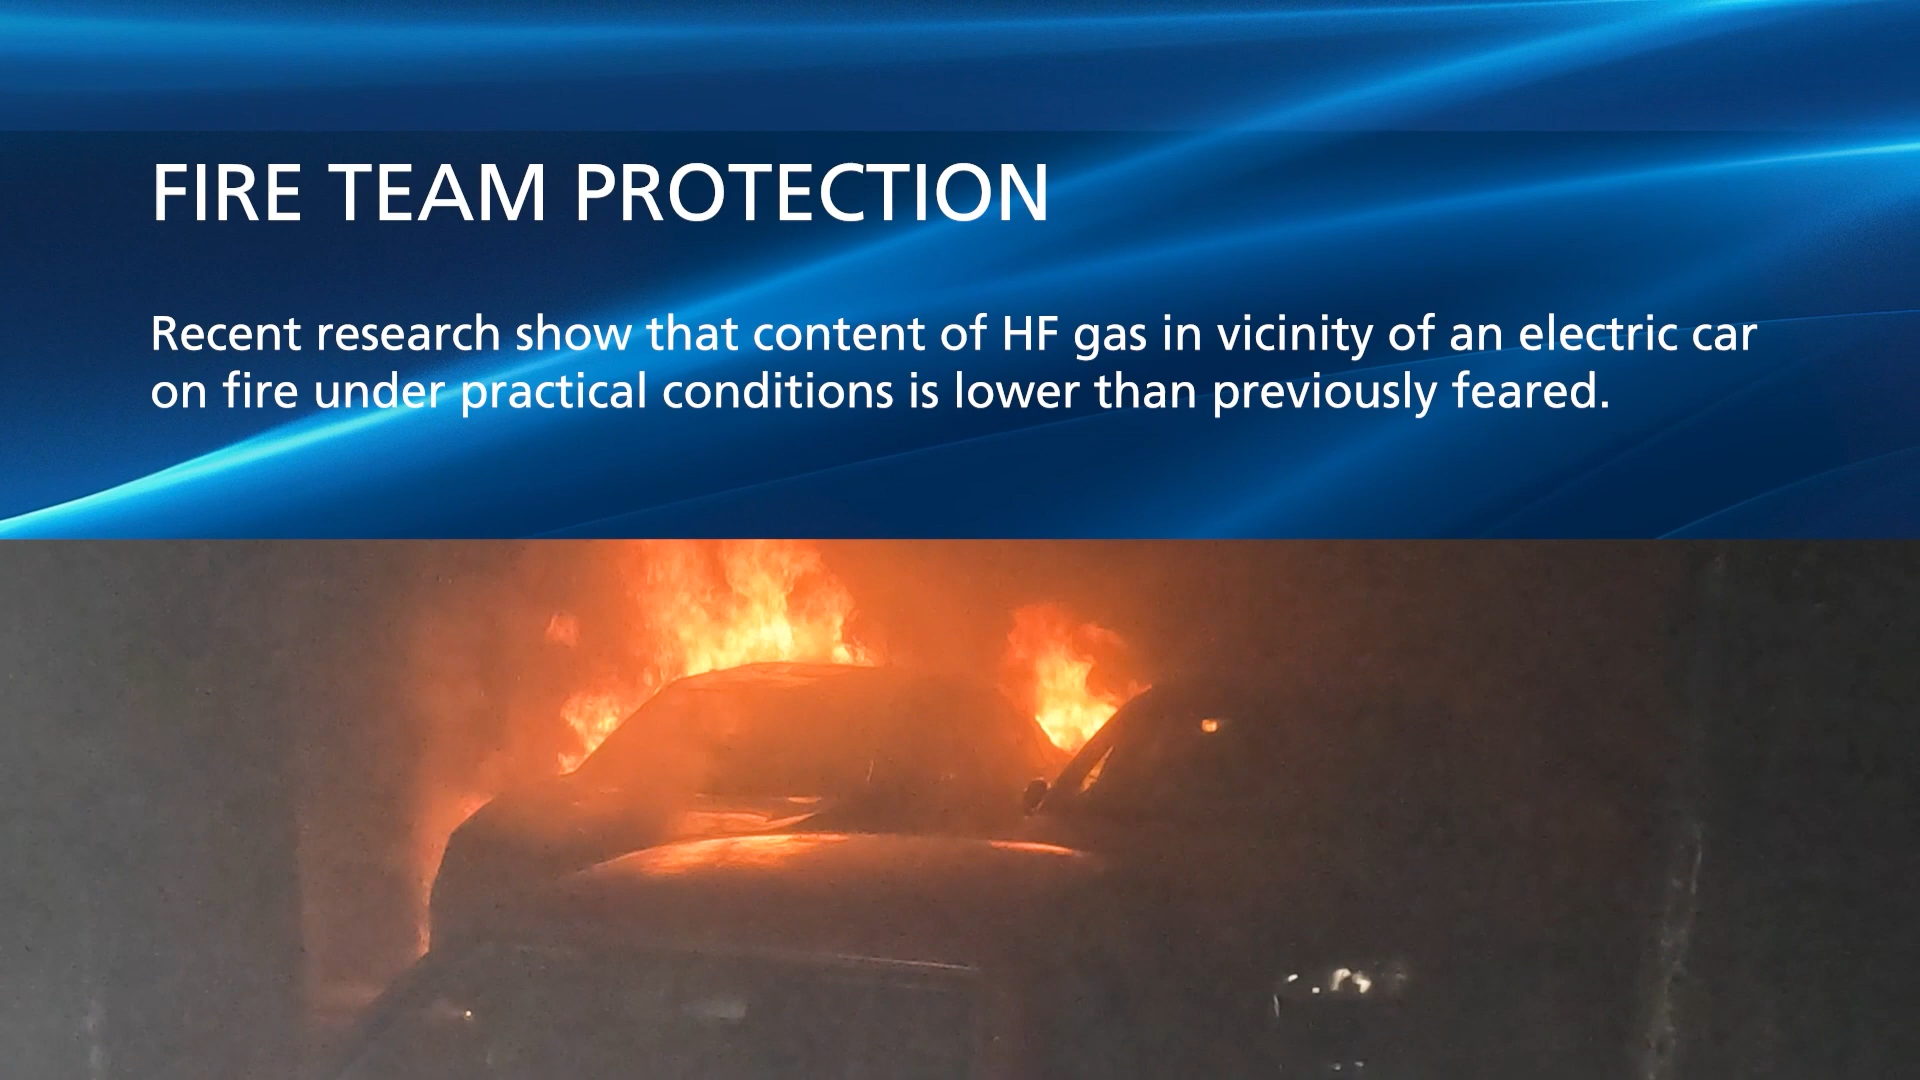 FIRE TEAM PROTECTION
Recent research show that content of HF gas in vicinity of an electric car
on fire under practical conditions is lower than previously feared.